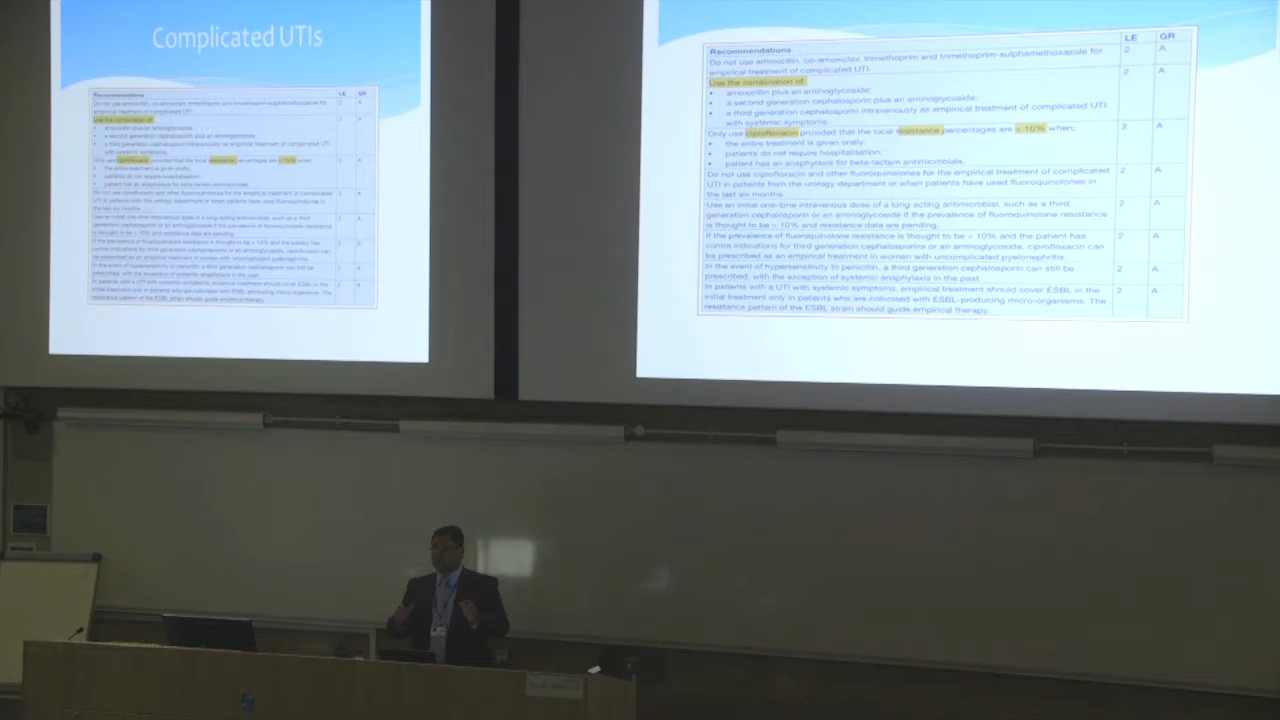 Complicated UTIs
Recommendations LE GR
Do not use amoxicillin, co-amoxiclav, trimethoprim and trimethoprim-sulphamethoxazole for 2 A
empirical treatment of complicated UTI.
Use the combination of: 2 A
• amoxicillin plus an aminoglycoside;
• a second generation cephalosporin plus an aminoglycoside;
• a third generation cephalosporin intravenously as empirical treatment of complicated UTI
with systemic symptoms.
Only use ciprofloxacin provided that the local resistance percentages are < 10% when; 2 A
• the entire treatment is given orally;
• patients do not require hospitalisation;
• patient has an anaphylaxis for beta-lactam antimicrobials.
Do not use ciprofloxacin and other fluoroquinolones for the empirical treatment of complicated 2 A
UTI in patients from the urology department or when patients have used fluoroquinolones in
the last six months.
Use an initial one-time intravenous dose of a long-acting antimicrobial, such as a third 2 A
generation cephalosporin or an aminoglycoside if the prevalence of fluoroquinolone resistance
is thought to be > 10% and resistance data are pending.
If the prevalence of fluoroquinolone resistance is thought to be > 10% and the patient has 2 A
contra indications for third generation cephalosporins or an aminoglycoside, ciprofloxacin can
be prescribed as an empirical treatment in women with uncomplicated pyelonephritis.
In the event of hypersensitivity to penicillin, a third generation cephalosporin can still be 2 A
prescribed, with the exception of systemic anaphylaxis in the past.
In patients with a UTI with systemic symptoms, empirical treatment should cover ESBL in the 2 A
initial treatment only in patients who are colonised with ESBL-producing micro-organisms. The
resistance pattern of the ESBL strain should guide empirical therapy.